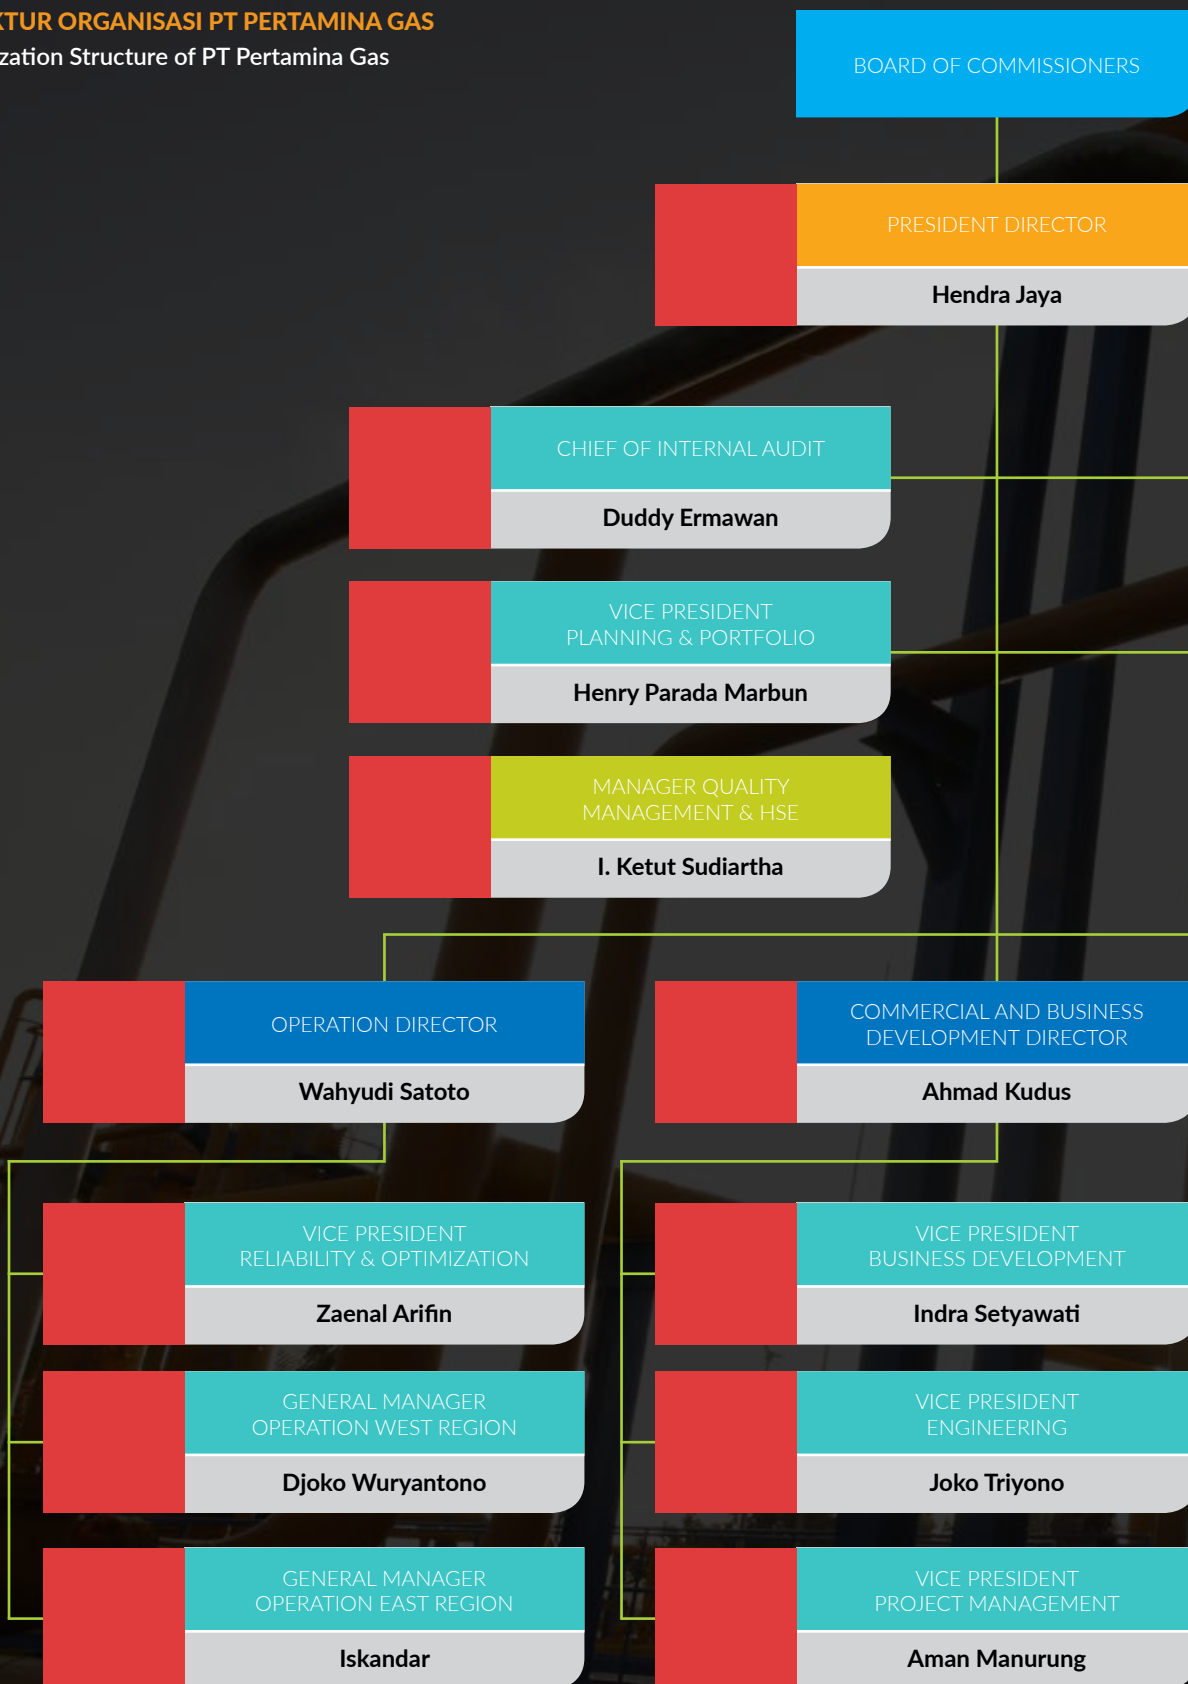 KTUR ORGANISASI PT PERTAMINA GAS
zation Structure of PT Pertamina Gas
BOARD OF COMMISSIONERS
PRESIDENT DIRECTOR
Hendra Jaya
CHIEF OF INTERNAL AUDIT
Duddy Ermawan
VICE PRESIDENT
PLANNING & PORTFOLIO
Henry Parada Marbun
MANAGER QUALITY
MANAGEMENT & HSE
I. Ketut Sudiartha
OPERATION DIRECTOR
Wahyudi Satoto
COMMERCIAL AND BUSINESS
DEVELOPMENT DIRECTOR
Ahmad Kudus
VICE PRESIDENT
RELIABILITY & OPTIMIZATION
Zaenal Arifin
VICE PRESIDENT
BUSINESS DEVELOPMENT
Indra Setyawati
GENERAL MANAGER
OPERATION WEST REGION
Djoko Wuryantono
VICE PRESIDENT
ENGINEERING
Joko Triyono
GENERAL MANAGER
OPERATION EAST REGION
Iskandar
VICE PRESIDENT
PROJECT MANAGEMENT
Aman Manurung